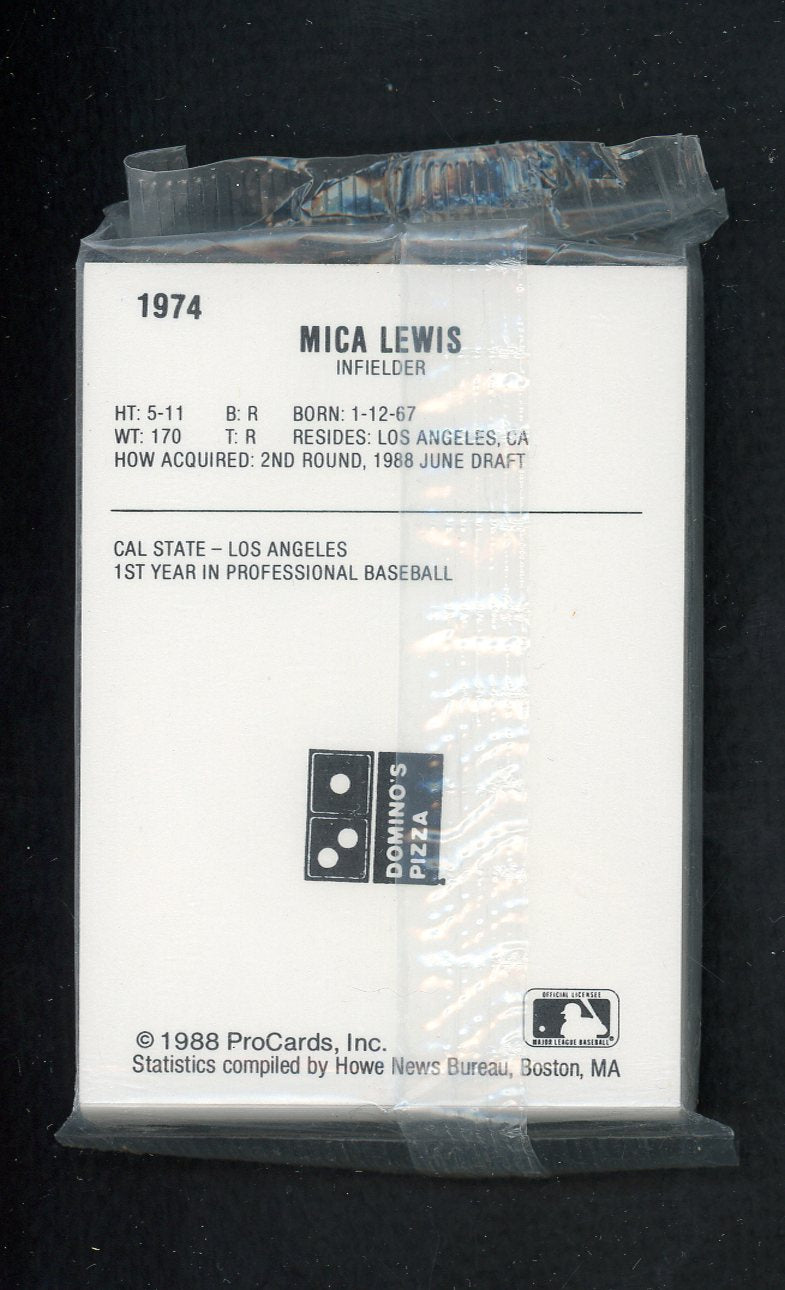 1974
MICA LEWIS
INFIELDER
HT: 5-11 B: R BORN: 1-12-67
WT: 170 T: R RESIDES: LOS ANGELES, CA
HOW ACQUIRED: 2ND ROUND, 1988 JUNE DRAFT
CAL STATE – LOS ANGELES
1ST YEAR IN PROFESSIONAL BASEBALL
DOMINO'S
PIZZA
OFFICIAL LICENSEE
MAJOR LEAGUE BASEBALL
© 1988 ProCards, Inc.
Statistics compiled by Howe News Bureau, Boston, MA